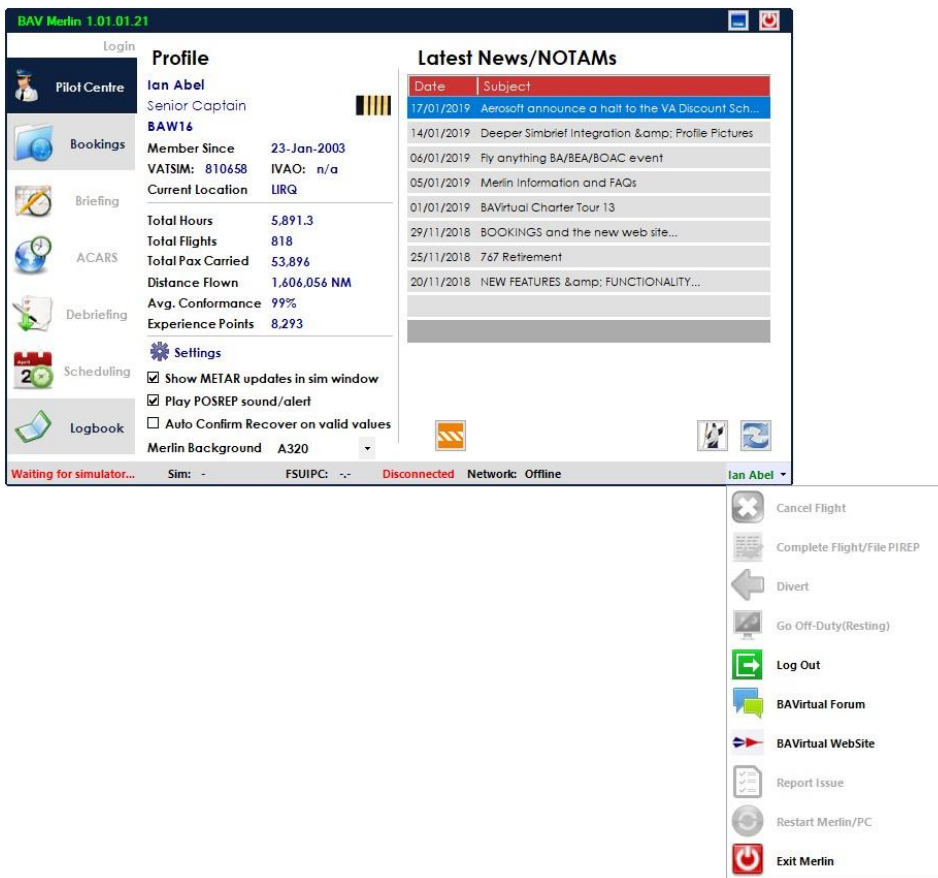 BAV Merlin 1.01.01.21
Login
Pilot Centre
Bookings
Briefing
ACARS
Debriefing
April
Scheduling
Logbook
Profile
Ian Abel
Senior Captain
BAW16
Member Since 23-Jan-2003
VATSIM: 810658 IVAO: n/a
Current Location LIRQ
Total Hours 5,891.3
Total Flights 818
Total Pax Carried 53,896
Distance Flown 1,606,056 NM
Avg. Conformance 99%
Experience Points 8,293
Settings
Show METAR updates in sim window
Play POSREP sound/alert
Auto Confirm Recover on valid values
Merlin Background A320
Latest News/NOTAMs
Date Subject
17/01/2019 Aerosoft announce a halt to the VA Discount Sch...
14/01/2019 Deeper Simbrief Integration &amp; Profile Pictures
06/01/2019 Fly anything BA/BEA/BOAC event
05/01/2019 Merlin Information and FAQs
01/01/2019 BAVirtual Charter Tour 13
29/11/2018 BOOKINGS and the new web site...
25/11/2018 767 Retirement
20/11/2018 NEW FEATURES &amp; FUNCTIONALITY...
Waiting for simulator... Sim: - FSUIPC: -.- Disconnected Network: Offline Ian Abel
Cancel Flight
Complete Flight/File PIREP
Divert
Go Off-Duty(Resting)
Log Out
BAVirtual Forum
BAVirtual WebSite
Report Issue
Restart Merlin/PC
Exit Merlin